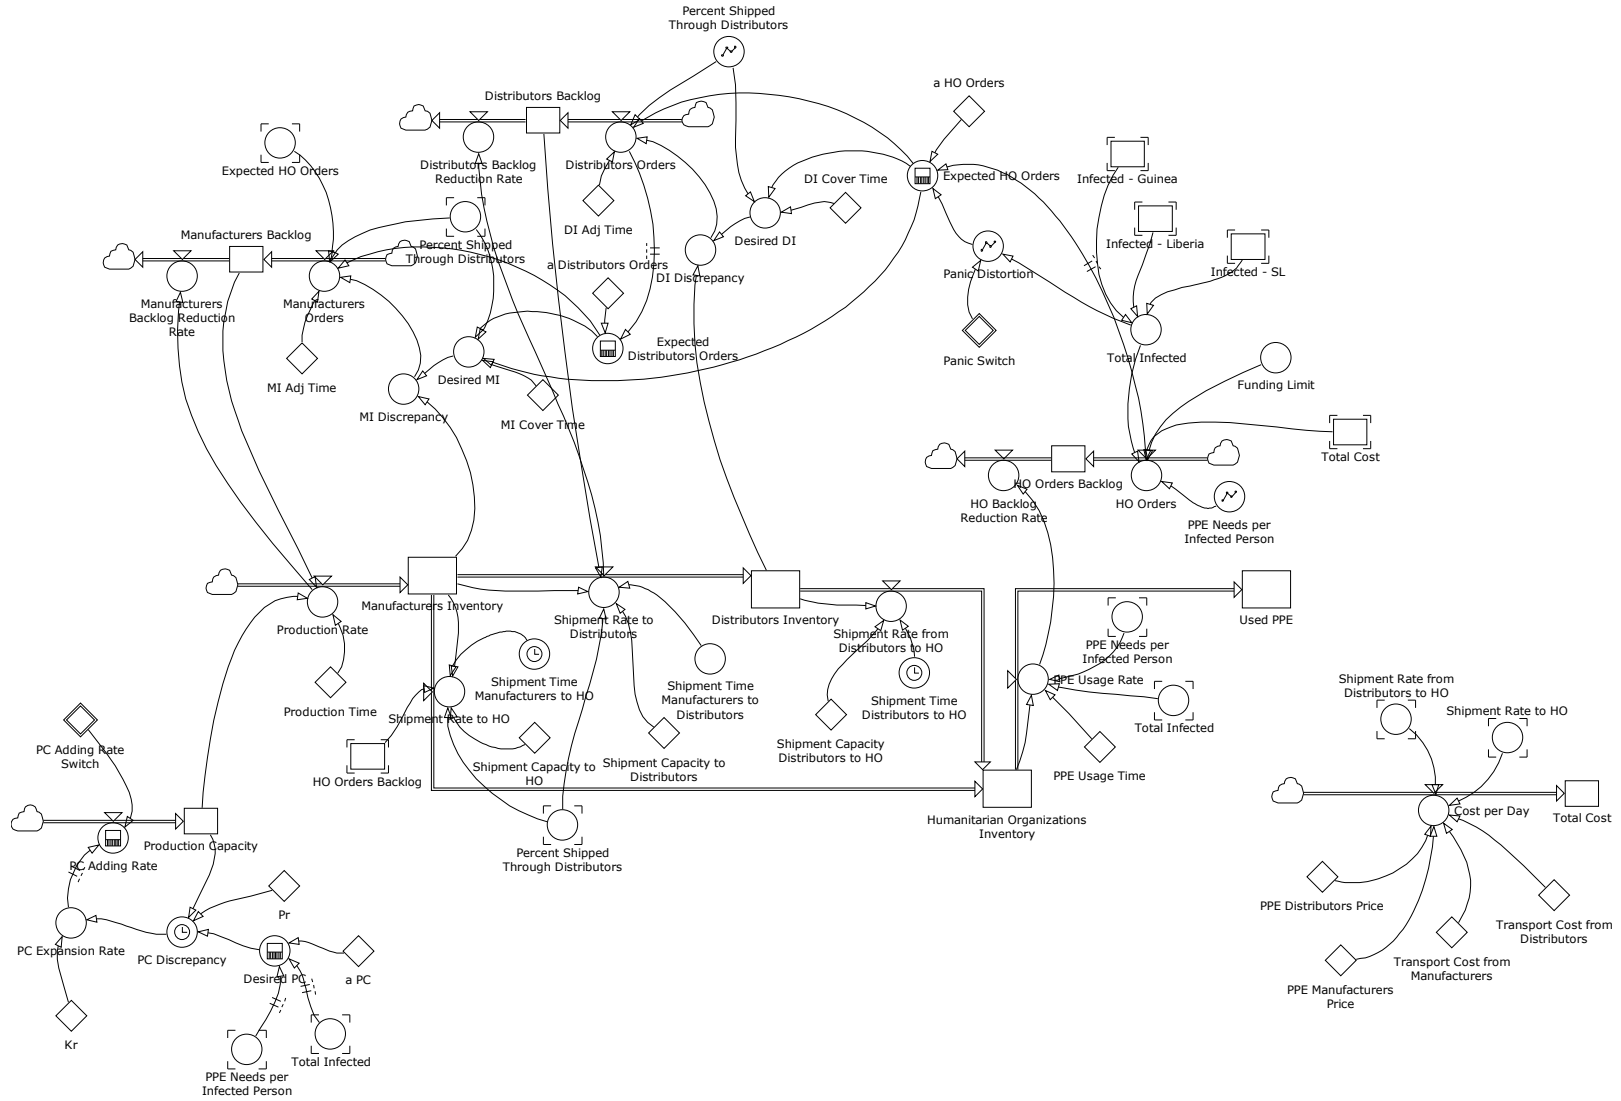 Percent Shipped
Through Distributors
a HO Orders
Distributors Backlog
Expected HO Orders
Distributors Backlog
Reduction Rate
Distributors Orders
DI Cover Time
Expected HO Orders
Infected - Guinea
DI Adj Time
Desired DI
Infected - Liberia
Infected - SL
Manufacturers Backlog
Percent Shipped
Through Distributors
a Distributors Orders
DI Discrepancy
Panic Distortion
Manufacturers
Backlog Reduction
Rate
Manufacturers
Orders
Expected
Distributors Orders
Panic Switch
Total Infected
MI Adj Time
Desired MI
Funding Limit
MI Discrepancy
MI Cover Time
Total Cost
HO Orders Backlog
HO Backlog
Reduction Rate
HO Orders
PPE Needs per
Infected Person
Manufacturers Inventory
Production Rate
Shipment Rate to
Distributors
Distributors Inventory
Shipment Rate from
Distributors to HO
Used PPE
PPE Needs per
Infected Person
Shipment Time
Manufacturers to HO
Shipment Time
Manufacturers to
Distributors
Shipment Time
Distributors to HO
PPE Usage Rate
Production Time
Shipment Rate to HO
Total Infected
Shipment Rate from
Distributors to HO
Shipment Rate to HO
PC Adding Rate
Switch
HO Orders Backlog
Shipment Capacity to
HO
Shipment Capacity to
Distributors
Shipment Capacity
Distributors to HO
PPE Usage Time
Humanitarian Organizations
Inventory
Cost per Day
Total Cost
Production Capacity
PC Adding Rate
Percent Shipped
Through Distributors
Pr
PPE Distributors Price
Transport Cost from
Distributors
PC Expansion Rate
PC Discrepancy
Desired PC
a PC
Transport Cost from
Manufacturers
PPE Manufacturers
Price
Kr
Total Infected
PPE Needs per
Infected Person